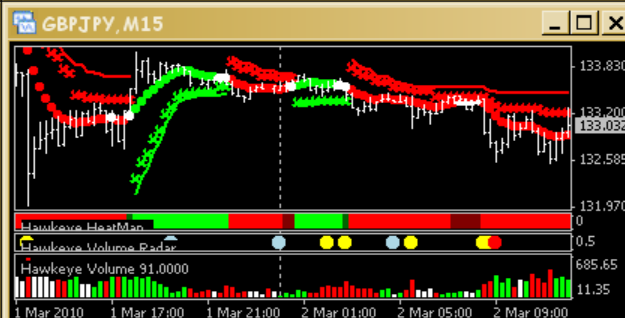 GBPJPY,M15
133.830
133.200
133.032
132.585
131.970
Hawkeye HeatMap
0
Hawkeye Volume Radar
0.5
Hawkeye Volume 91.0000
685.65
11.35
1 Mar 2010 1 Mar 17:00 1 Mar 21:00 2 Mar 01:00 2 Mar 05:00 2 Mar 09:00